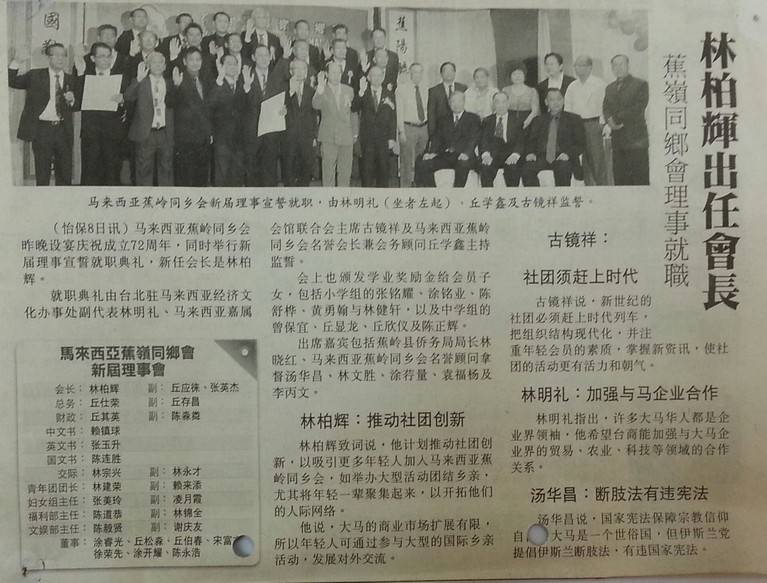 林柏輝出任會長
蕉嶺同鄉會理事就職
馬来西亚蕉岭同乡会新届理事宣誓就职，由林明礼（坐者左起）、丘学鑫及古镜祥监誓。
（怡保8日讯）马来西亚蕉岭同乡会
昨晚设宴庆祝成立72周年，同时举行新
届理事宣誓就职典礼，新任会长是林柏
辉。
就职典礼由台北驻马来西亚经济文
化办事处副代表林明礼、马来西亚嘉属
会馆联合会主席古镜祥及马来西亚蕉岭
同乡会名誉会长兼会务顾问丘学鑫主持
监誓。
会上也颁发学业奖励金给会员子
女，包括小学组的张铭耀、涂铭业、陈
舒桦、黄勇翰与林健轩，以及中学组的
曾保宜、丘显龙、丘欣仪及陈正辉。
出席嘉宾包括蕉岭县侨务局局长林
晓红、马来西亚蕉岭同乡会名誉顾问拿
督汤华昌、林文胜、涂荐量、袁福杨及
李丙文。
林柏辉：推动社团创新
林柏辉致词说，他计划推动社团创
新，以吸引更多年轻人加入马来西亚蕉
岭同乡会，如举办大型活动团结乡亲，
尤其将年轻一辈聚集起来，以开拓他们
的人际网络。
他说，大马的商业市场扩展有限，
所以年轻人可通过参与大型的国际乡亲
活动，发展对外交流。
古镜祥：
社团须赶上时代
古镜祥说，新世纪的
社团必须赶上时代列车，
把组织结构现代化，并注
重年轻会员的素质，掌握新资讯，使社
团的活动更有活力和朝气。
林明礼：加强与马企业合作
林明礼指出，许多大马华人都是企
业界领袖，他希望台商能加强与大马企
业界的贸易、农业、科技等领域的合作
关系。
汤华昌：断肢法有违宪法
汤华昌说，国家宪法保障宗教信仰
自 大马是一个世俗国，但伊斯兰党
提倡伊斯兰断肢法，有违国家宪法。
馬來西亞蕉嶺同鄉會
新屆理事
会长： 林柏辉 副： 丘应徕、张英杰
总务： 丘仕荣 副： 丘存昌
财政： 丘其英 副： 陈森粦
中文书： 赖镇球
英文书： 张玉升
国文书： 陈连胜
交际： 林宗兴 副： 林永才
青年团团长： 林建荣 副： 赖来添
妇女组主任： 张美玲 副： 凌月霞
福利部主任： 陈道恭 副： 林锦全
文娱部主任： 陈毅贤 副： 谢庆友
董事： 涂睿光、丘松森、丘伯春、宋富
徐荣先、涂开耀、陈永浩